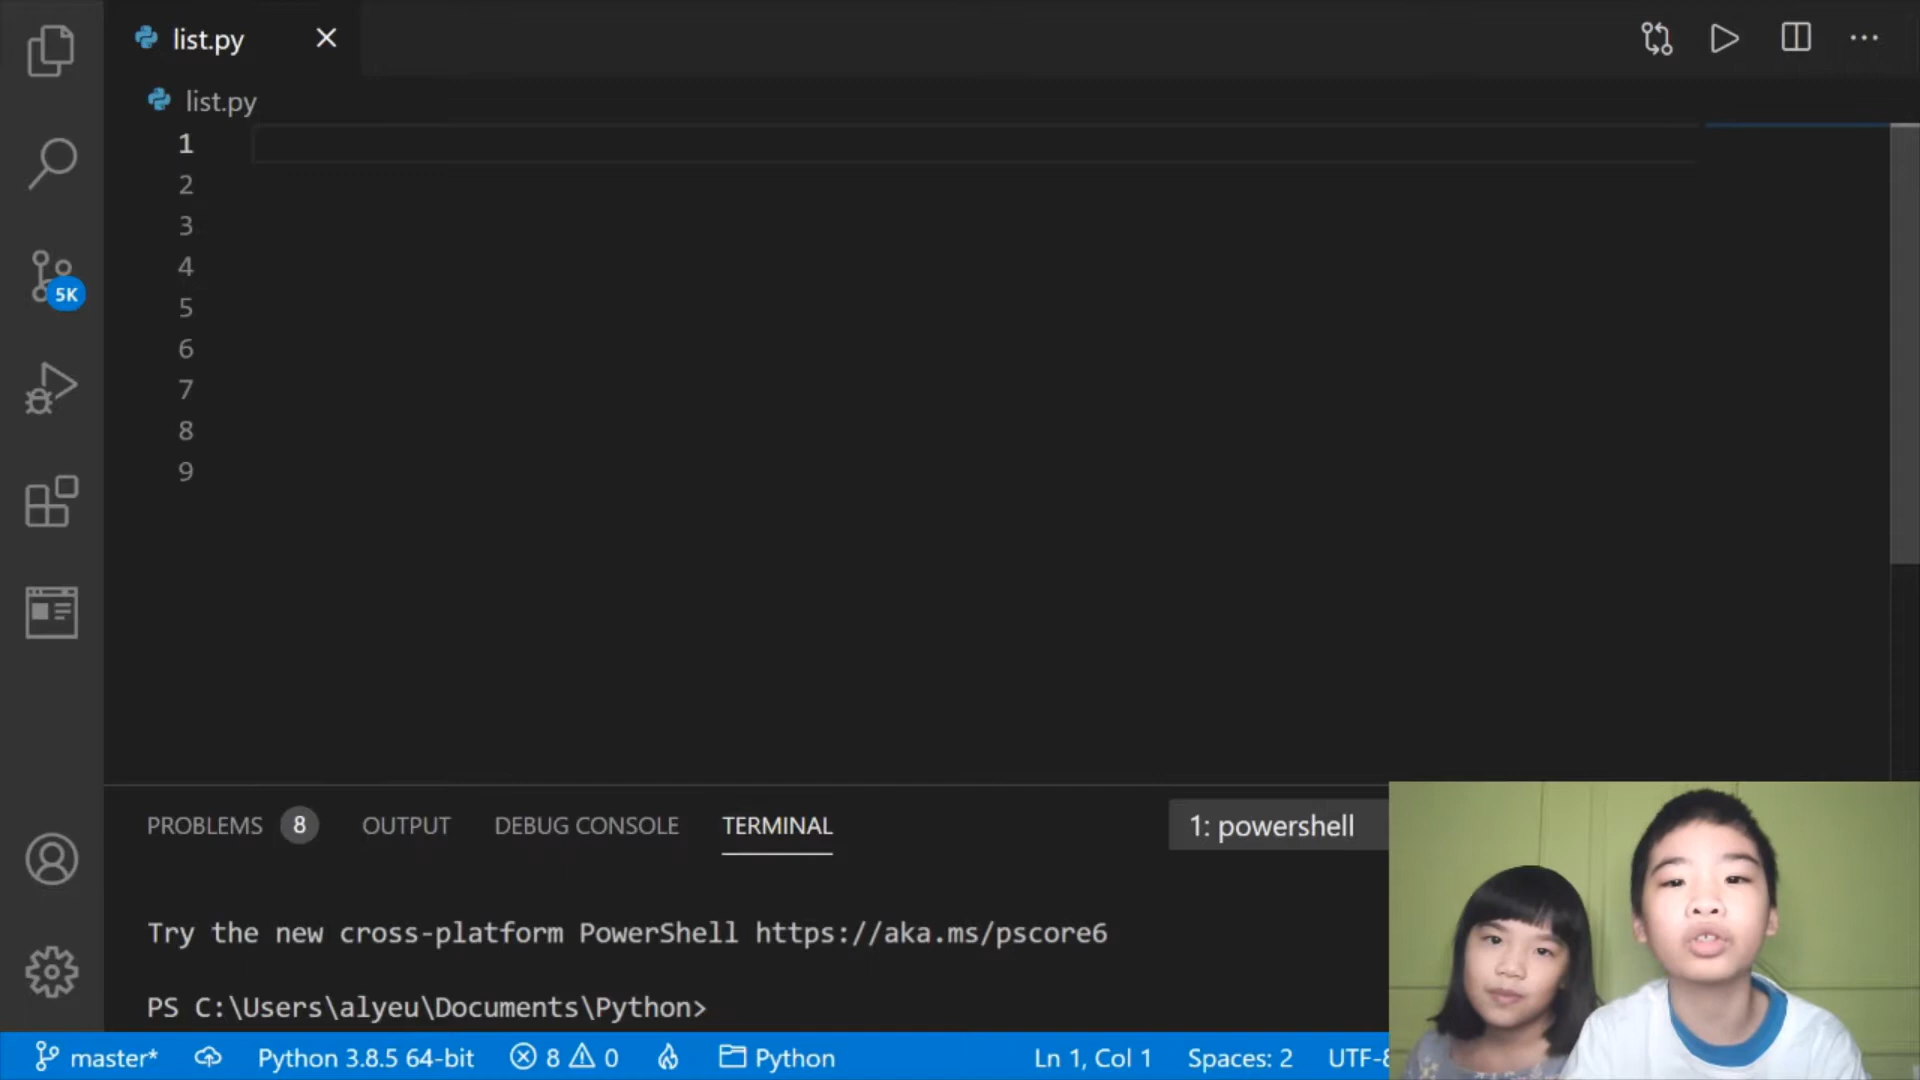 list.py
list.py
1
2
3
4
5
6
7
8
9
5K
PROBLEMS 8 OUTPUT DEBUG CONSOLE TERMINAL 1: powershell
Try the new cross-platform PowerShell https://aka.ms/pscore6
PS C:\Users\alyeu\Documents\Python>
master* Python 3.8.5 64-bit 8 0 Python Ln 1, Col 1 Spaces: 2 UTF-8